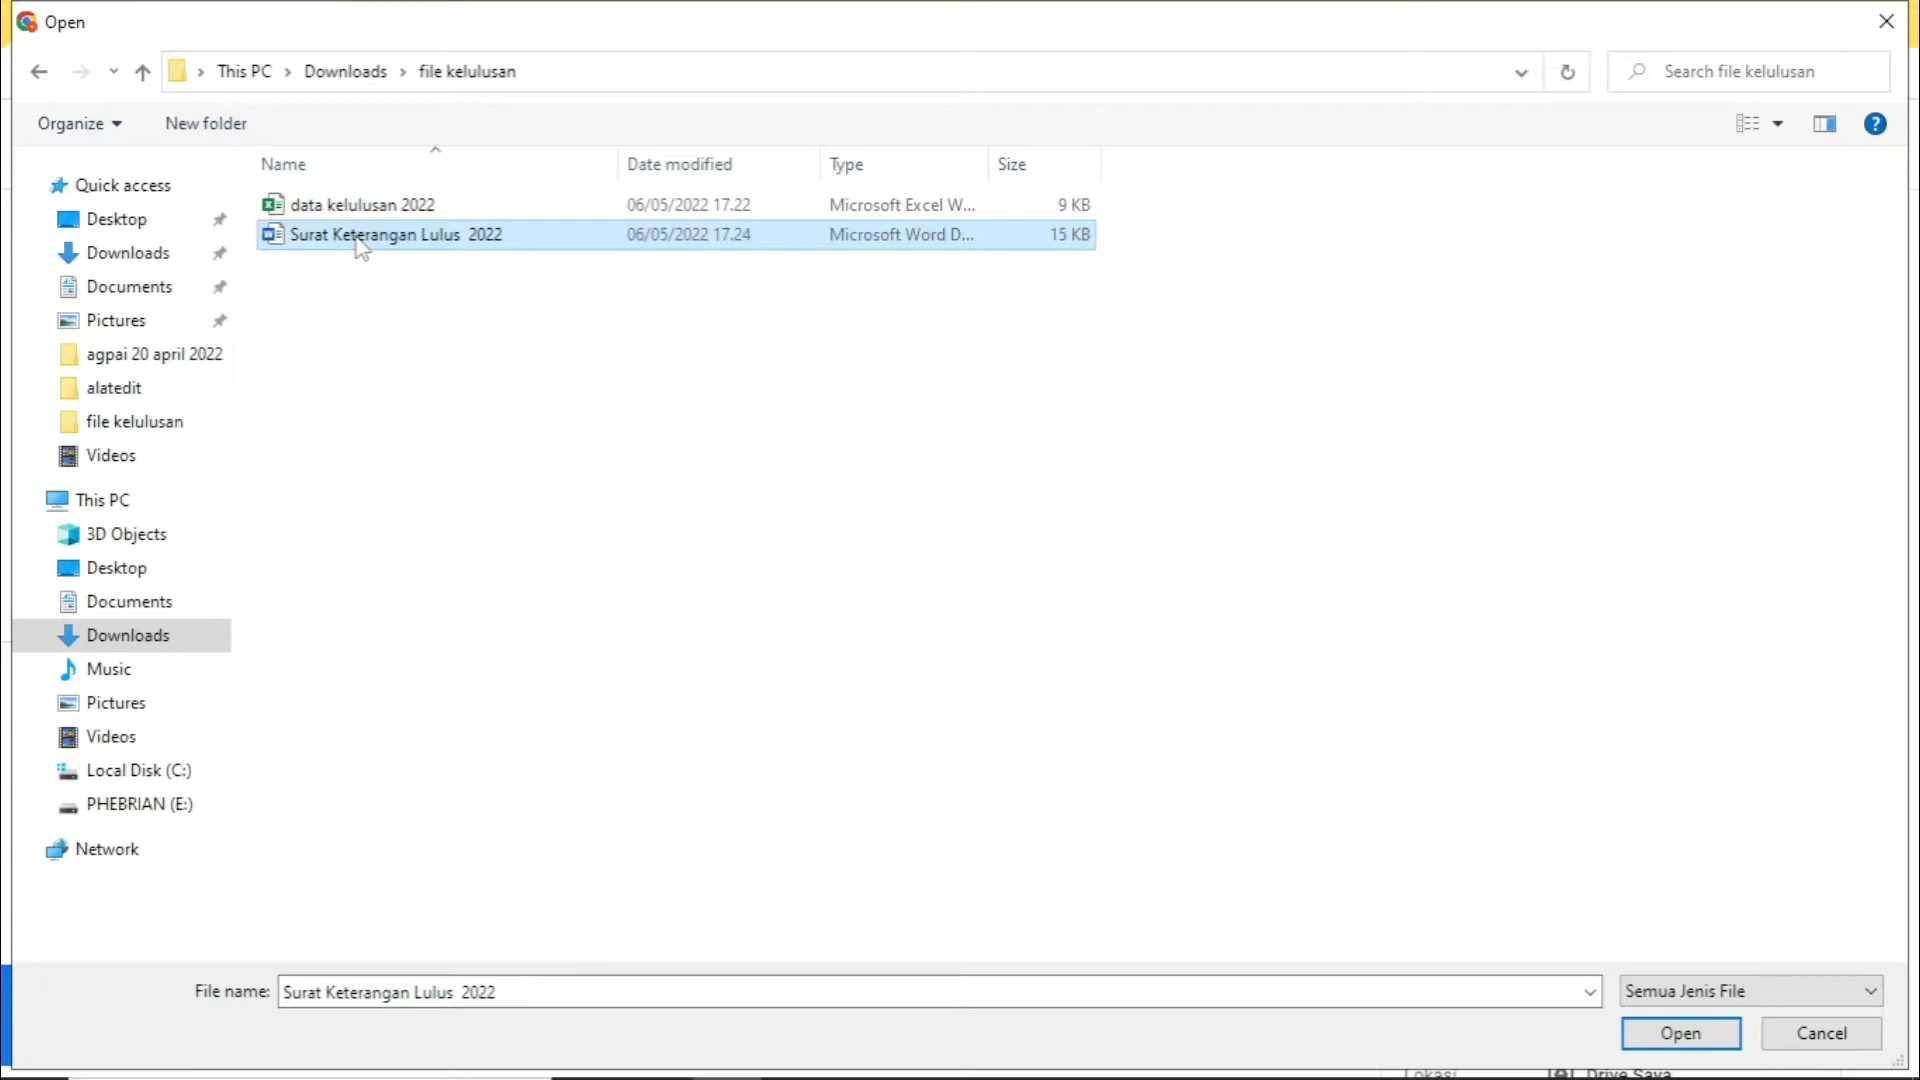 Open
This PC > Downloads > file kelulusan
Search file kelulusan
Organize
New folder
?
Name
Date modified
Type
Size
data kelulusan 2022
06/05/2022 17.22
Microsoft Excel W...
9 KB
Surat Keterangan Lulus 2022
06/05/2022 17.24
Microsoft Word D...
15 KB
Quick access
Desktop
Downloads
Documents
Pictures
agpai 20 april 2022
alatedit
file kelulusan
Videos
This PC
3D Objects
Desktop
Documents
Downloads
Music
Pictures
Videos
Local Disk (C:)
PHEBRIAN (E:)
Network
File name:
Surat Keterangan Lulus 2022
Semua Jenis File
Open
Cancel
Lokasi
Drive Saya